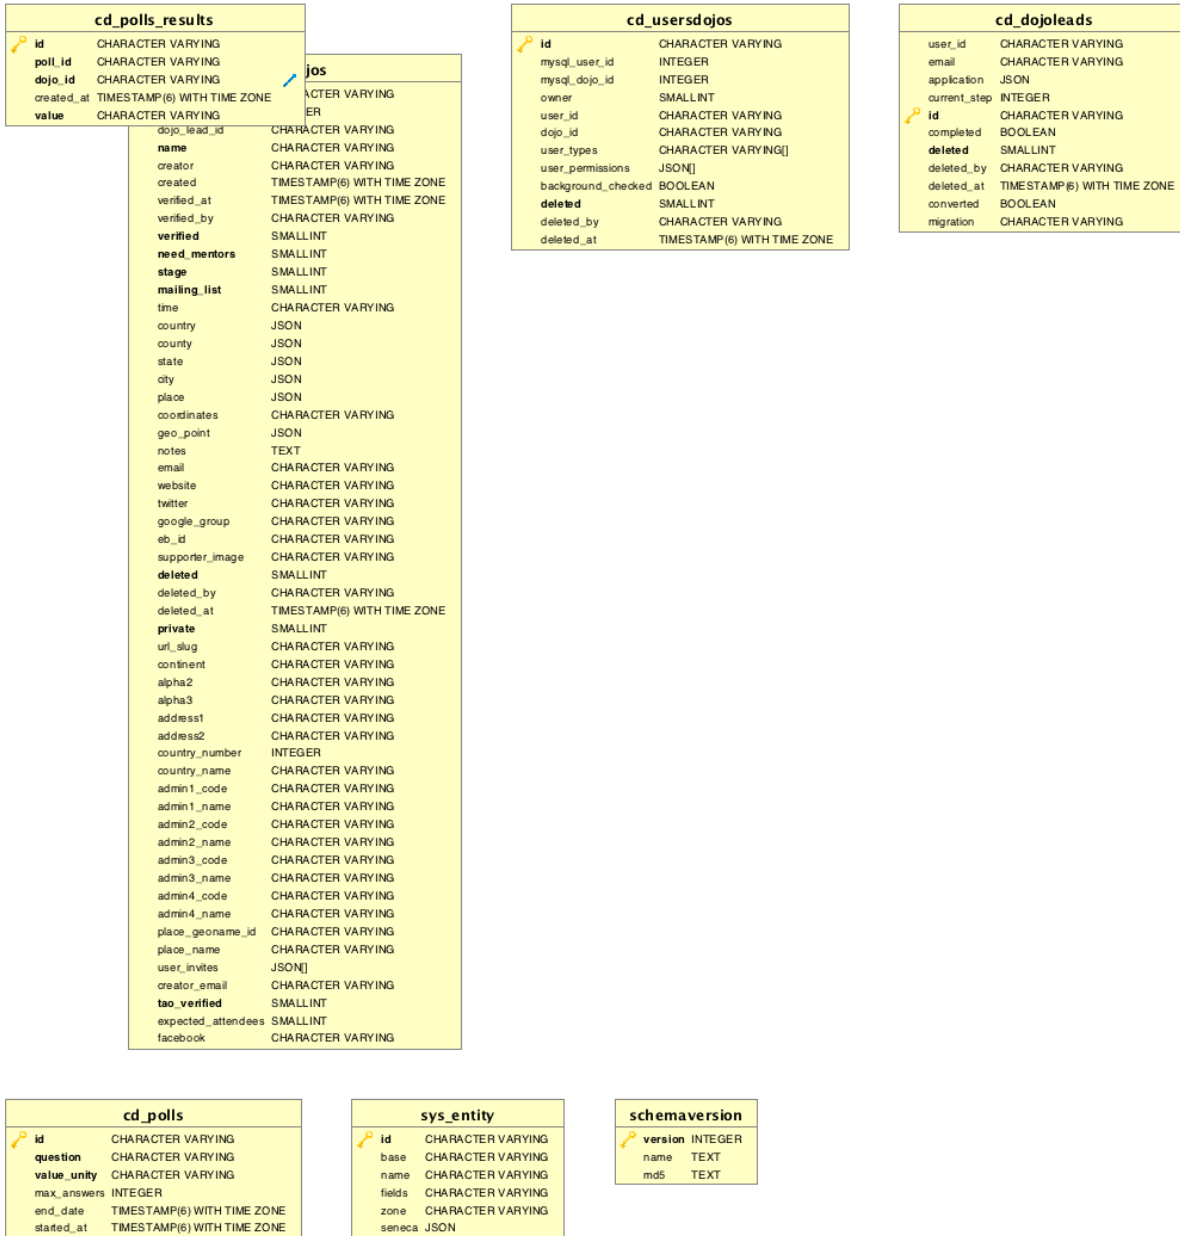 cd_polls_results
id CHARACTER VARYING
poll_id CHARACTER VARYING
dojo_id CHARACTER VARYING
created_at TIMESTAMP(6) WITH TIME ZONE
value CHARACTER VARYING
jos
ACTER VARYING
ER
dojo_lead_id CHARACTER VARYING
name CHARACTER VARYING
creator CHARACTER VARYING
created TIMESTAMP(6) WITH TIME ZONE
verified_at TIMESTAMP(6) WITH TIME ZONE
verified_by CHARACTER VARYING
verified SMALLINT
need_mentors SMALLINT
stage SMALLINT
mailing_list SMALLINT
time CHARACTER VARYING
country JSON
county JSON
state JSON
city JSON
place JSON
coordinates CHARACTER VARYING
geo_point JSON
notes TEXT
email CHARACTER VARYING
website CHARACTER VARYING
twitter CHARACTER VARYING
google_group CHARACTER VARYING
eb_id CHARACTER VARYING
supporter_image CHARACTER VARYING
deleted SMALLINT
deleted_by CHARACTER VARYING
deleted_at TIMESTAMP(6) WITH TIME ZONE
private SMALLINT
url_slug CHARACTER VARYING
continent CHARACTER VARYING
alpha2 CHARACTER VARYING
alpha3 CHARACTER VARYING
address1 CHARACTER VARYING
address2 CHARACTER VARYING
country_number INTEGER
country_name CHARACTER VARYING
admin1_code CHARACTER VARYING
admin1_name CHARACTER VARYING
admin2_code CHARACTER VARYING
admin2_name CHARACTER VARYING
admin3_code CHARACTER VARYING
admin3_name CHARACTER VARYING
admin4_code CHARACTER VARYING
admin4_name CHARACTER VARYING
place_geoname_id CHARACTER VARYING
place_name CHARACTER VARYING
user_invites JSON[]
creator_email CHARACTER VARYING
tao_verified SMALLINT
expected_attendees SMALLINT
facebook CHARACTER VARYING
cd_usersdojos
id CHARACTER VARYING
mysql_user_id INTEGER
mysql_dojo_id INTEGER
owner SMALLINT
user_id CHARACTER VARYING
dojo_id CHARACTER VARYING
user_types CHARACTER VARYING[]
user_permissions JSON[]
background_checked BOOLEAN
deleted SMALLINT
deleted_by CHARACTER VARYING
deleted_at TIMESTAMP(6) WITH TIME ZONE
cd_dojoleads
user_id CHARACTER VARYING
email CHARACTER VARYING
application JSON
current_step INTEGER
id CHARACTER VARYING
completed BOOLEAN
deleted SMALLINT
deleted_by CHARACTER VARYING
deleted_at TIMESTAMP(6) WITH TIME ZONE
converted BOOLEAN
migration CHARACTER VARYING
cd_polls
id CHARACTER VARYING
question CHARACTER VARYING
value_unity CHARACTER VARYING
max_answers INTEGER
end_date TIMESTAMP(6) WITH TIME ZONE
started_at TIMESTAMP(6) WITH TIME ZONE
sys_entity
id CHARACTER VARYING
base CHARACTER VARYING
name CHARACTER VARYING
fields CHARACTER VARYING
zone CHARACTER VARYING
seneca JSON
schemaversion
version INTEGER
name TEXT
md5 TEXT